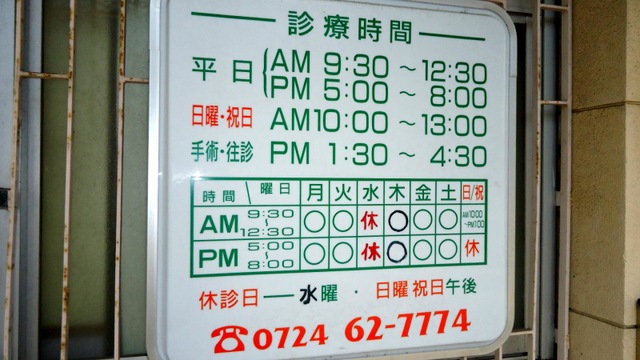 診療時間
平日 AM 9:30 ～ 12:30
PM 5:00 ～ 8:00
日曜・祝日 AM10:00 ～ 13:00
手術・往診 PM 1:30 ～ 4:30
時間 曜日 月 火 水 木 金 土 日/祝
AM 9:30～12:30 ○ ○ 休 ○ ○ ○ AM10:00～PM1:00
PM 5:00～8:00 ○ ○ 休 ○ ○ ○ 休
休診日 ── 水曜 ・ 日曜祝日午後
☎0724 62-7774